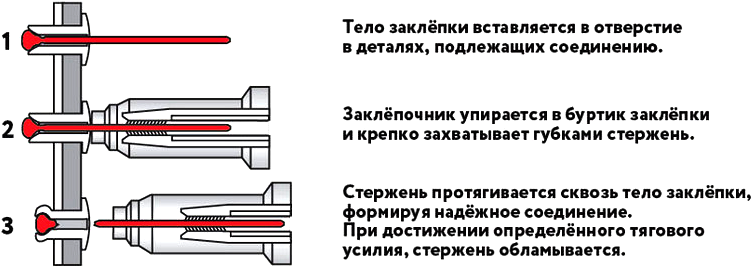 1
Тело заклёпки вставляется в отверстие
в деталях, подлежащих соединению.
2
Заклёпочник упирается в буртик заклёпки
и крепко захватывает губками стержень.
3
Стержень протягивается сквозь тело заклёпки,
формируя надёжное соединение.
При достижении определённого тягового
усилия, стержень обламывается.